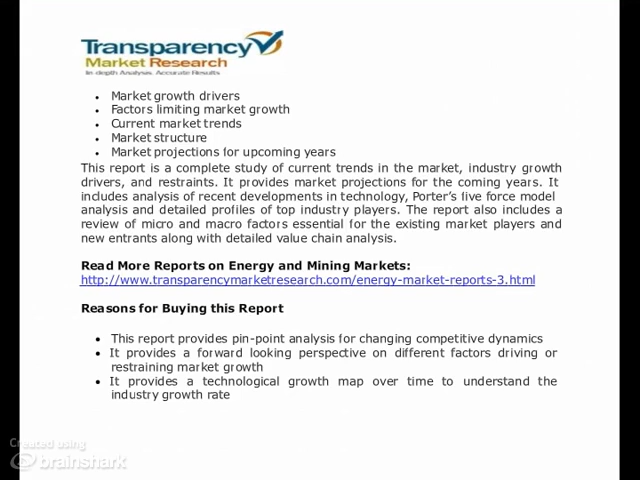 Transparency
Market Research
In-depth Analysis. Accurate Results
• Market growth drivers
• Factors limiting market growth
• Current market trends
• Market structure
• Market projections for upcoming years
This report is a complete study of current trends in the market, industry growth
drivers, and restraints. It provides market projections for the coming years. It
includes analysis of recent developments in technology, Porter's five force model
analysis and detailed profiles of top industry players. The report also includes a
review of micro and macro factors essential for the existing market players and
new entrants along with detailed value chain analysis.
Read More Reports on Energy and Mining Markets:
http://www.transparencymarketresearch.com/energy-market-reports-3.html
Reasons for Buying this Report
• This report provides pin-point analysis for changing competitive dynamics
• It provides a forward looking perspective on different factors driving or
restraining market growth
• It provides a technological growth map over time to understand the
industry growth rate
Created using
brainshark